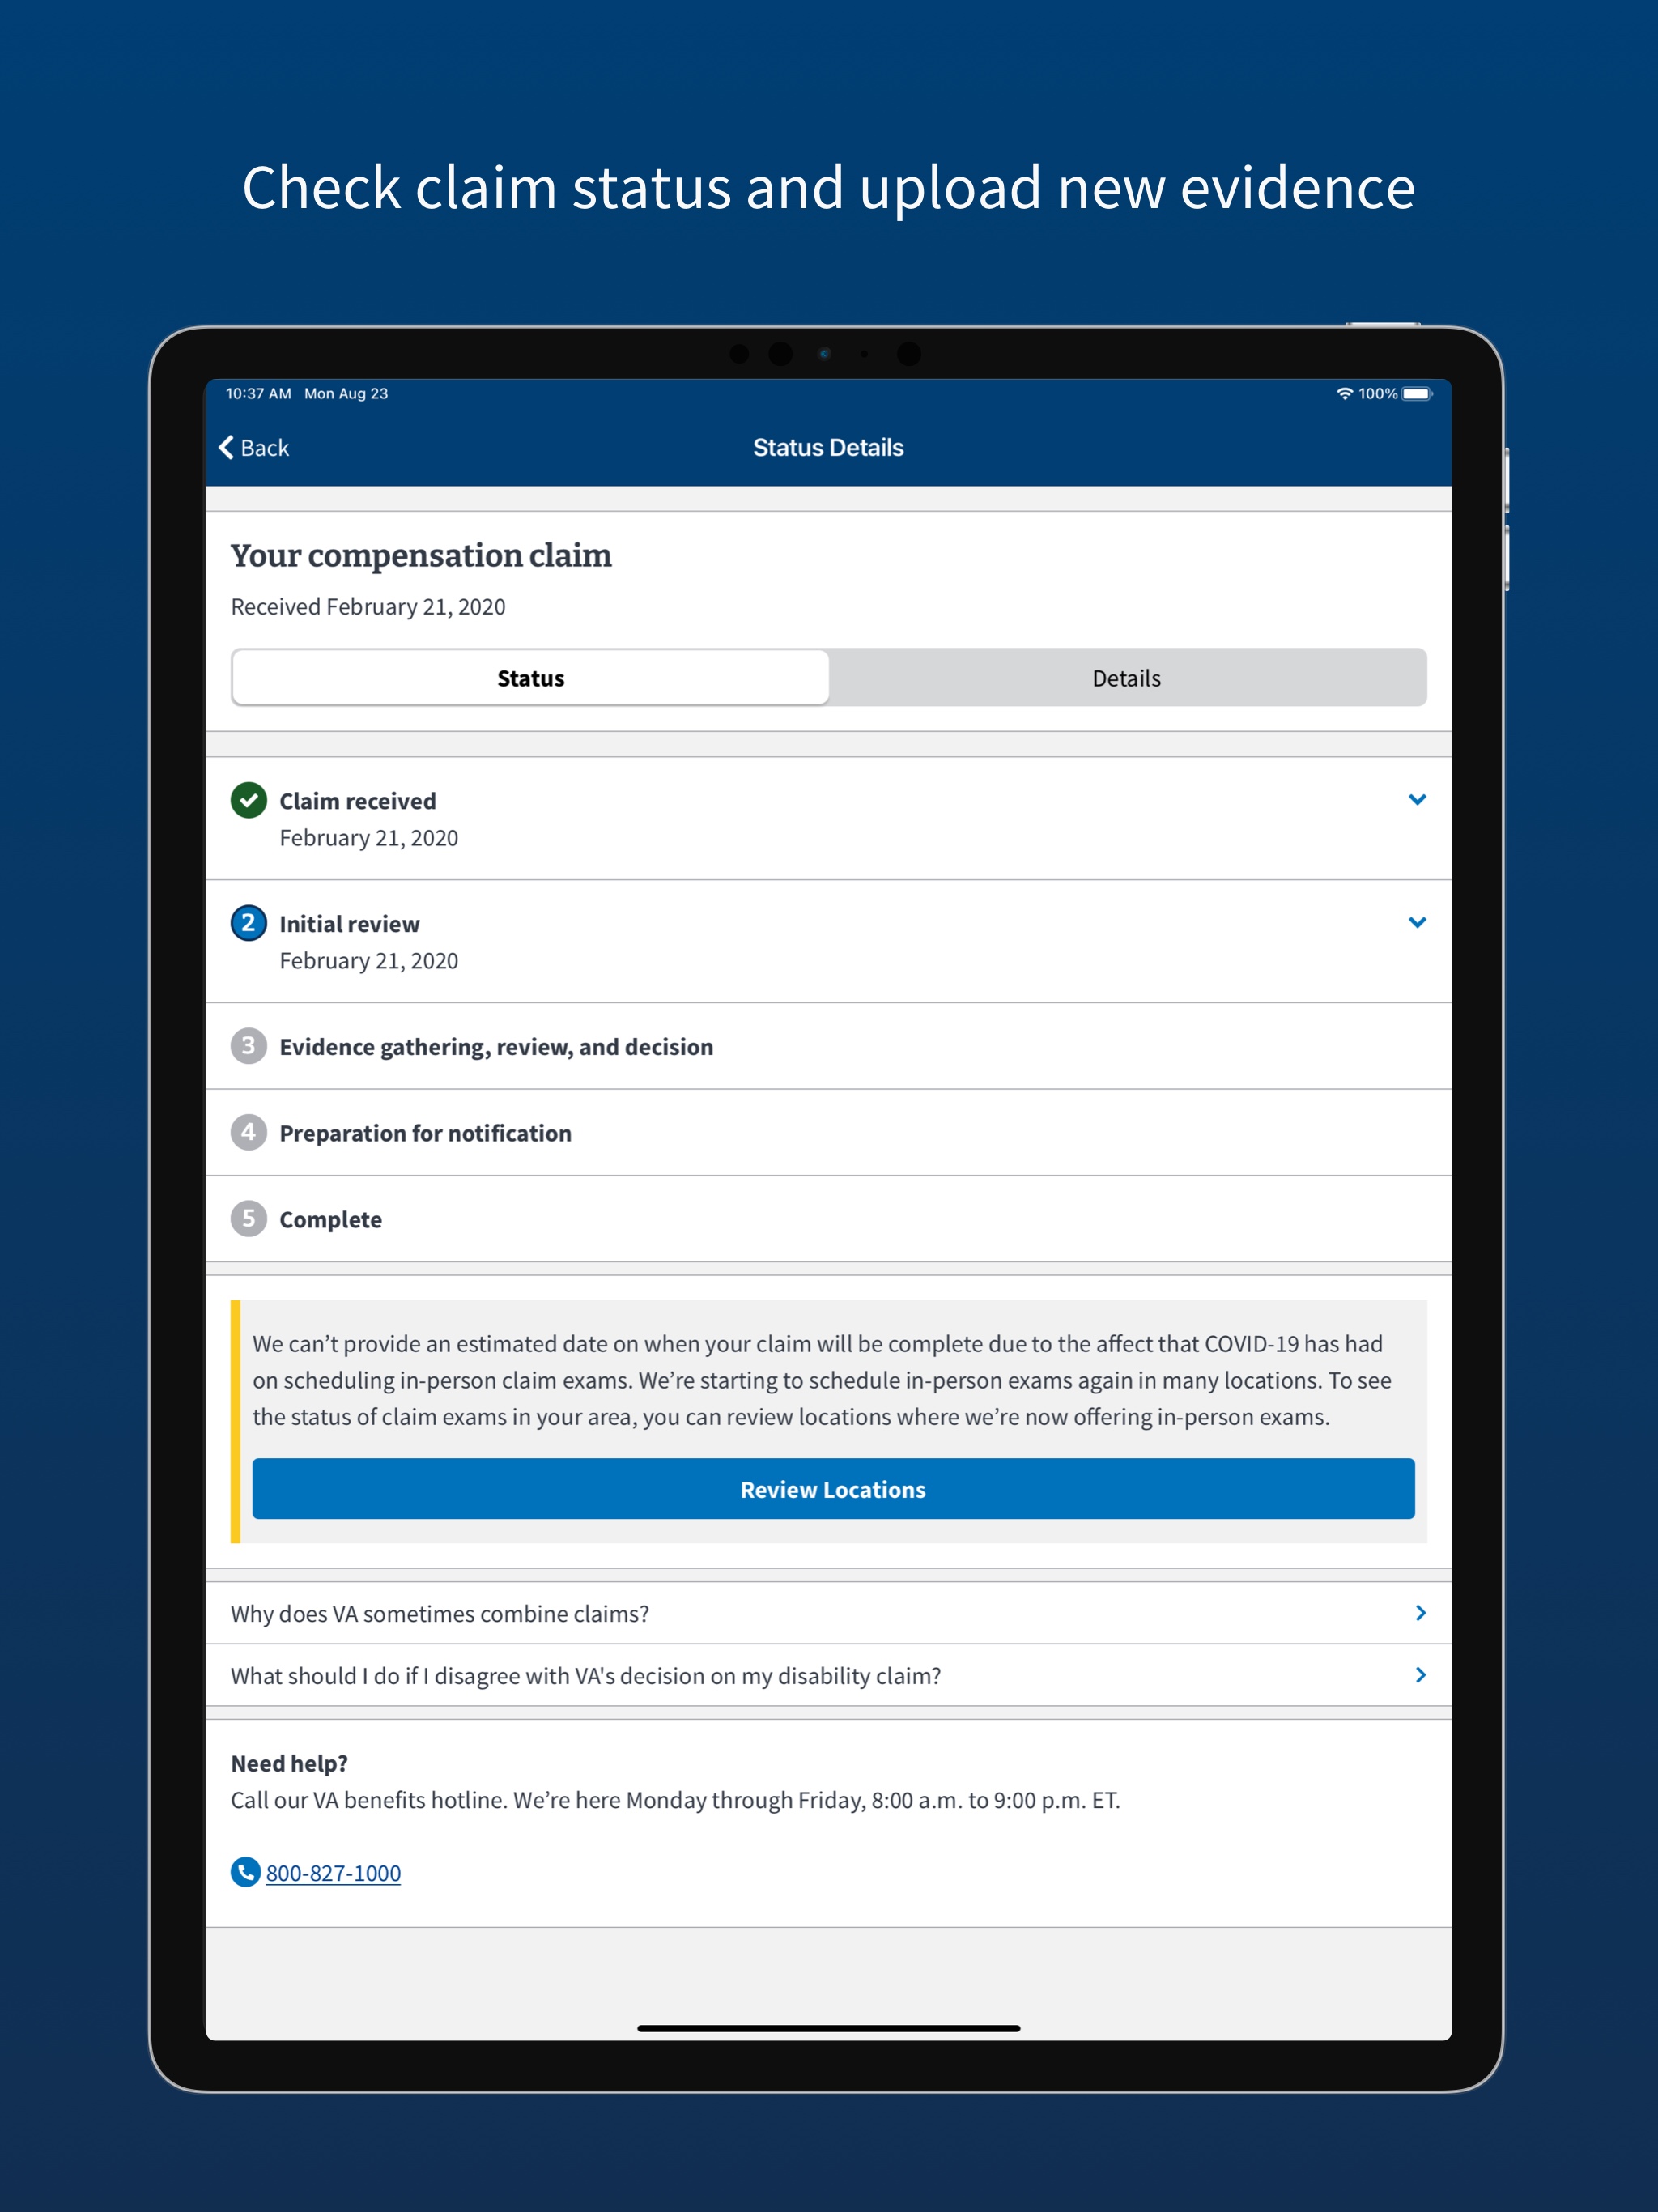 Check claim status and upload new evidence
10:37 AM Mon Aug 23
100%
Back
Status Details
Your compensation claim
Received February 21, 2020
Status
Details
Claim received
February 21, 2020
2 Initial review
February 21, 2020
3 Evidence gathering, review, and decision
4 Preparation for notification
5 Complete
We can’t provide an estimated date on when your claim will be complete due to the affect that COVID-19 has had
on scheduling in-person claim exams. We’re starting to schedule in-person exams again in many locations. To see
the status of claim exams in your area, you can review locations where we’re now offering in-person exams.
Review Locations
Why does VA sometimes combine claims?
What should I do if I disagree with VA's decision on my disability claim?
Need help?
Call our VA benefits hotline. We’re here Monday through Friday, 8:00 a.m. to 9:00 p.m. ET.
800-827-1000